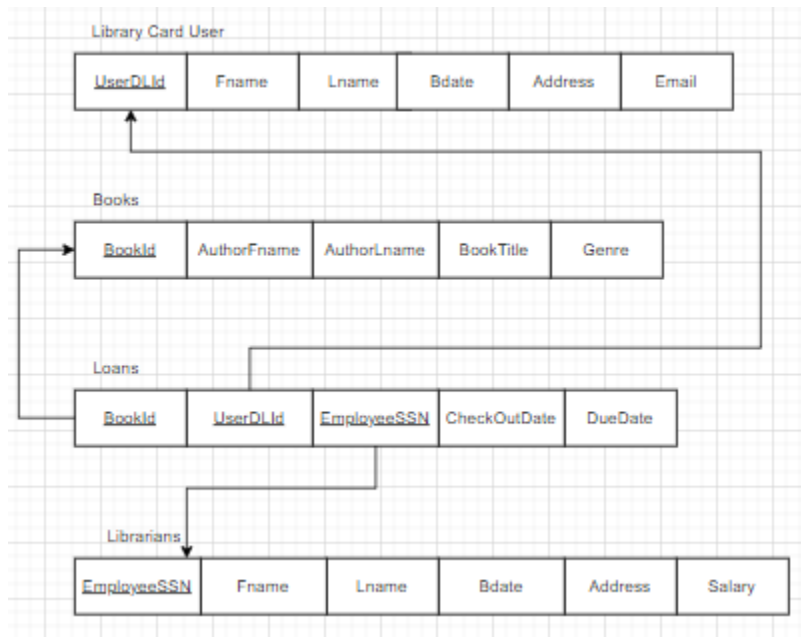 Library Card User
UserDLId Fname Lname Bdate Address Email
Books
BookId AuthorFname AuthorLname BookTitle Genre
Loans
BookId UserDLId EmployeeSSN CheckOutDate DueDate
Librarians
EmployeeSSN Fname Lname Bdate Address Salary